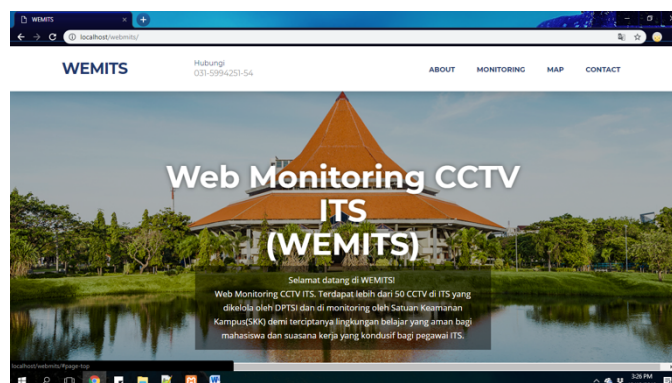 WEMITS
localhost/webmits/
WEMITS
Hubungi
031-5994251-54
ABOUT MONITORING MAP CONTACT
Web Monitoring CCTV
ITS
(WEMITS)
Selamat datang di WEMITS!
Web Monitoring CCTV ITS. Terdapat lebih dari 50 CCTV di ITS yang
dikelola oleh DPTSI dan di monitoring oleh Satuan Keamanan
Kampus(SKK) demi terciptanya lingkungan belajar yang aman bagi
mahasiswa dan suasana kerja yang kondusif bagi pegawai ITS.
localhost/webmits/#page-top
3:26 PM